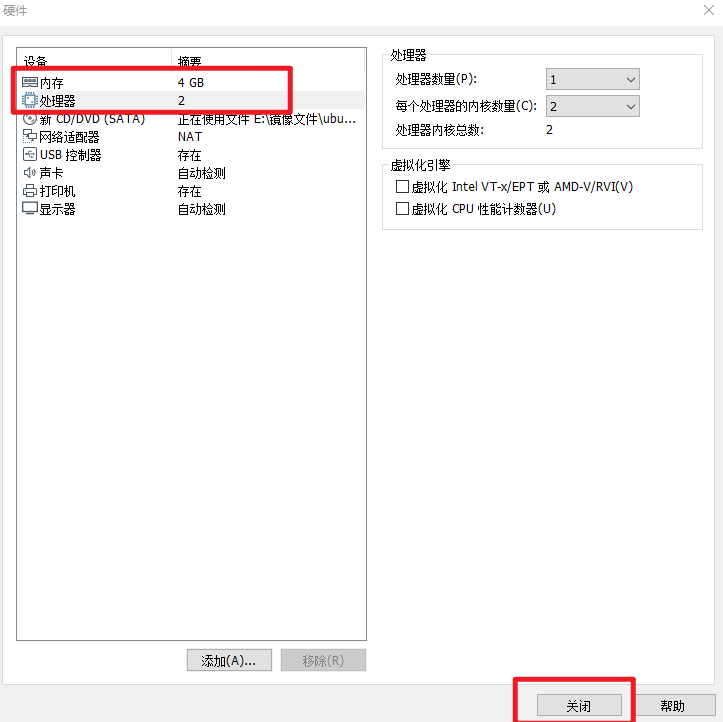 硬件
设备 摘要
内存 4 GB
处理器 2
新 CD/DVD (SATA) 正在使用文件 E:\镜像文件\ubu...
网络适配器 NAT
USB 控制器 存在
声卡 自动检测
打印机 存在
显示器 自动检测
添加(A)... 移除(R)
处理器
处理器数量(P): 1
每个处理器的内核数量(C): 2
处理器内核总数: 2
虚拟化引擎
虚拟化 Intel VT-x/EPT 或 AMD-V/RVI(V)
虚拟化 CPU 性能计数器(U)
关闭 帮助